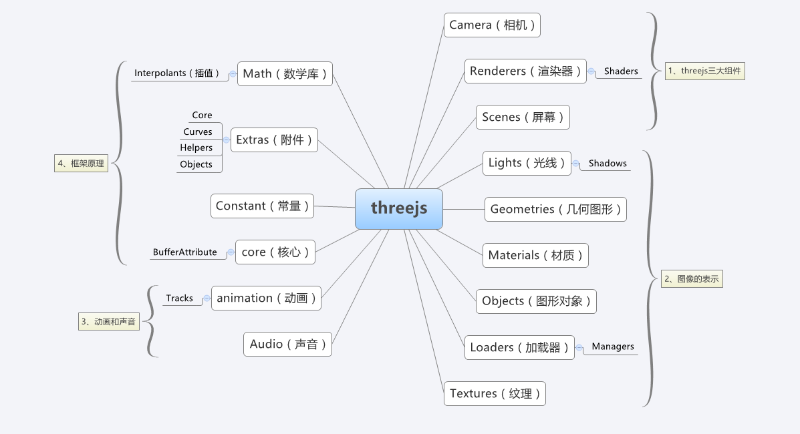 threejs
Camera（相机）
Renderers（渲染器）
Shaders
Scenes（屏幕）
1、threejs三大组件
Lights（光线）
Shadows
Geometries（几何图形）
Materials（材质）
Objects（图形对象）
Loaders（加载器）
Managers
Textures（纹理）
2、图像的表示
Math（数学库）
Interpolants（插值）
Extras（附件）
Core
Curves
Helpers
Objects
Constant（常量）
core（核心）
BufferAttribute
4、框架原理
animation（动画）
Tracks
Audio（声音）
3、动画和声音